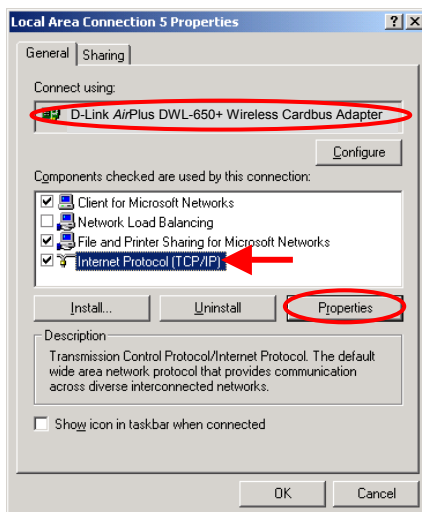 Local Area Connection 5 Properties
General
Sharing
Connect using:
D-Link AirPlus DWL-650+ Wireless Cardbus Adapter
Configure
Components checked are used by this connection:
Client for Microsoft Networks
Network Load Balancing
File and Printer Sharing for Microsoft Networks
Internet Protocol (TCP/IP)
Install...
Uninstall
Properties
Description
Transmission Control Protocol/Internet Protocol. The default
wide area network protocol that provides communication
across diverse interconnected networks.
Show icon in taskbar when connected
OK
Cancel